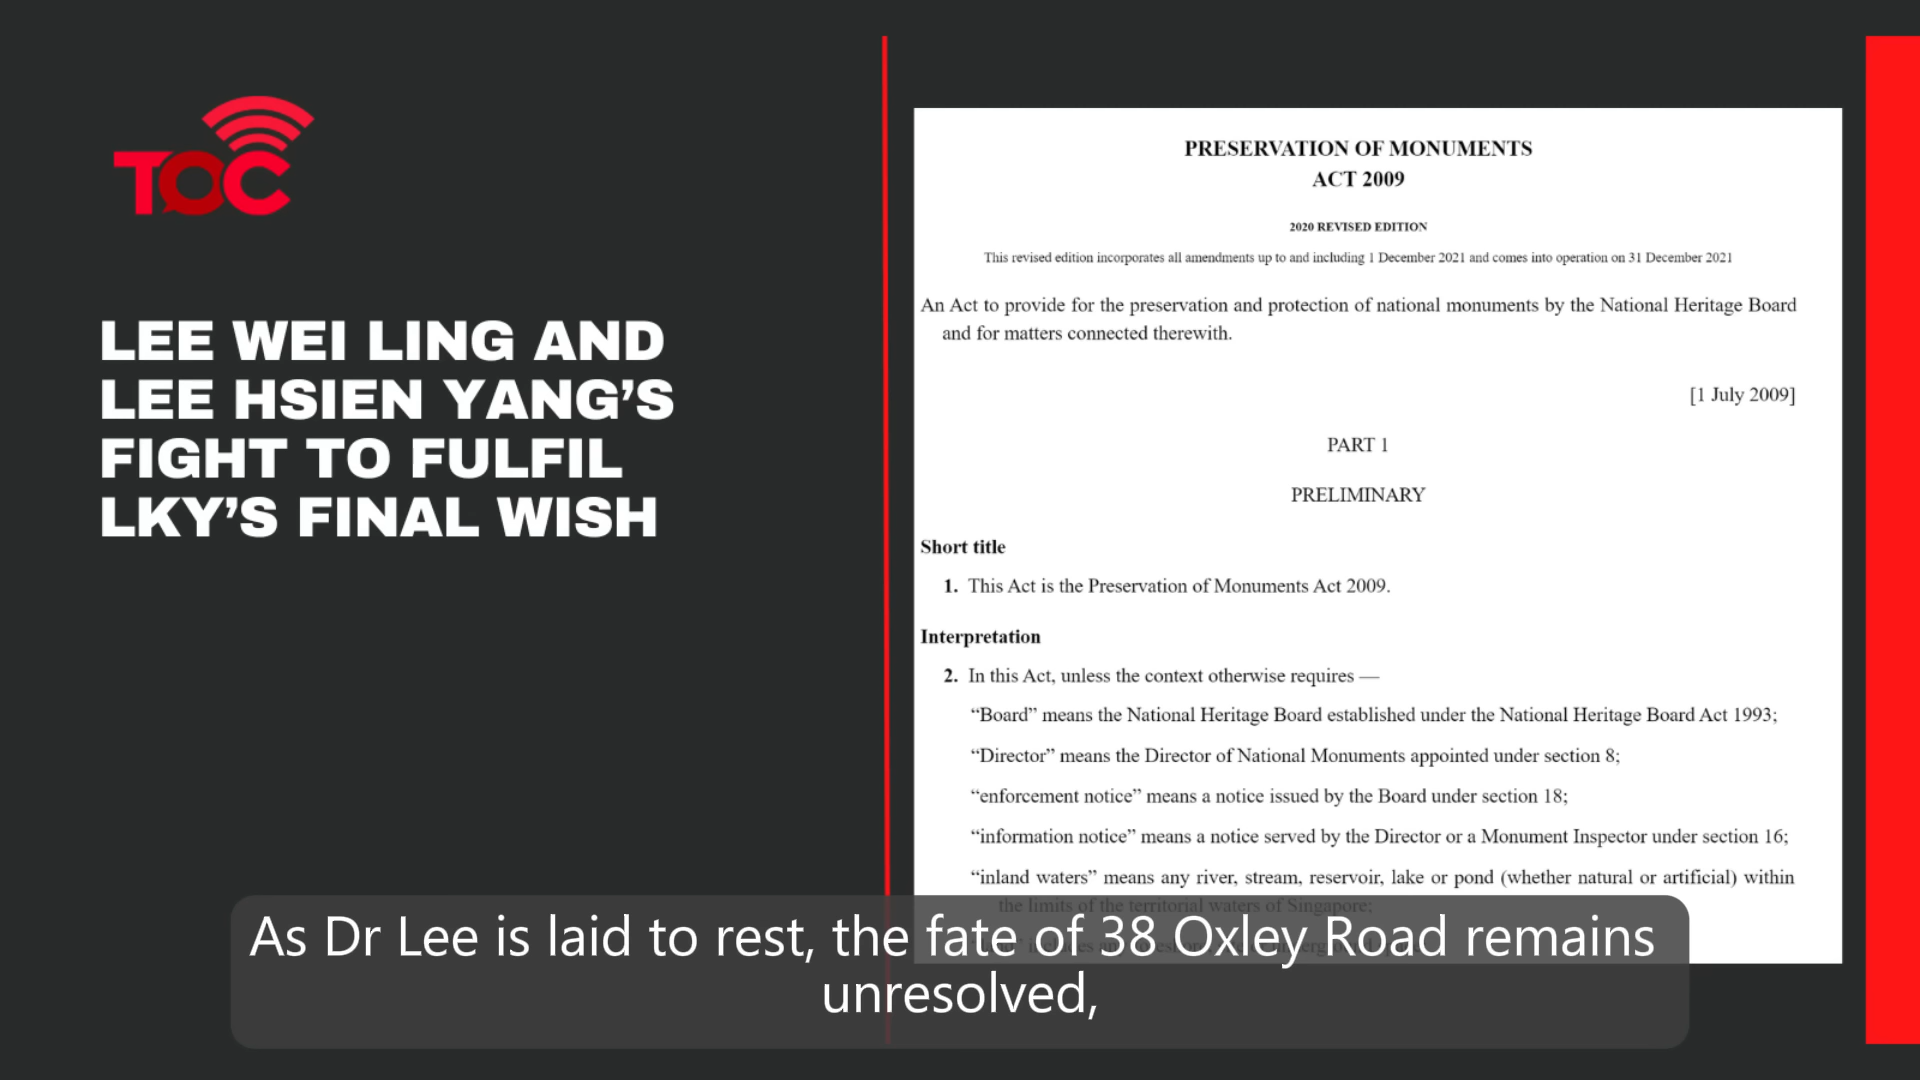 TOC
LEE WEI LING AND
LEE HSIEN YANG’S
FIGHT TO FULFIL
LKY’S FINAL WISH
PRESERVATION OF MONUMENTS
ACT 2009
2020 REVISED EDITION
This revised edition incorporates all amendments up to and including 1 December 2021 and comes into operation on 31 December 2021
An Act to provide for the preservation and protection of national monuments by the National Heritage Board
and for matters connected therewith.
[1 July 2009]
PART 1
PRELIMINARY
Short title
1. This Act is the Preservation of Monuments Act 2009.
Interpretation
2. In this Act, unless the context otherwise requires —
“Board” means the National Heritage Board established under the National Heritage Board Act 1993;
“Director” means the Director of National Monuments appointed under section 8;
“enforcement notice” means a notice issued by the Board under section 18;
“information notice” means a notice served by the Director or a Monument Inspector under section 16;
“inland waters” means any river, stream, reservoir, lake or pond (whether natural or artificial) within
the limits of the territorial waters of Singapore;
As Dr Lee is laid to rest, the fate of 38 Oxley Road remains
unresolved,